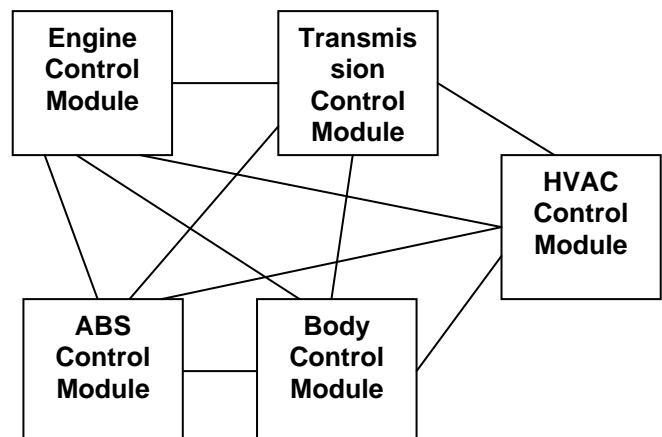 Engine
Control
Module
Transmis
sion
Control
Module
HVAC
Control
Module
ABS
Control
Module
Body
Control
Module